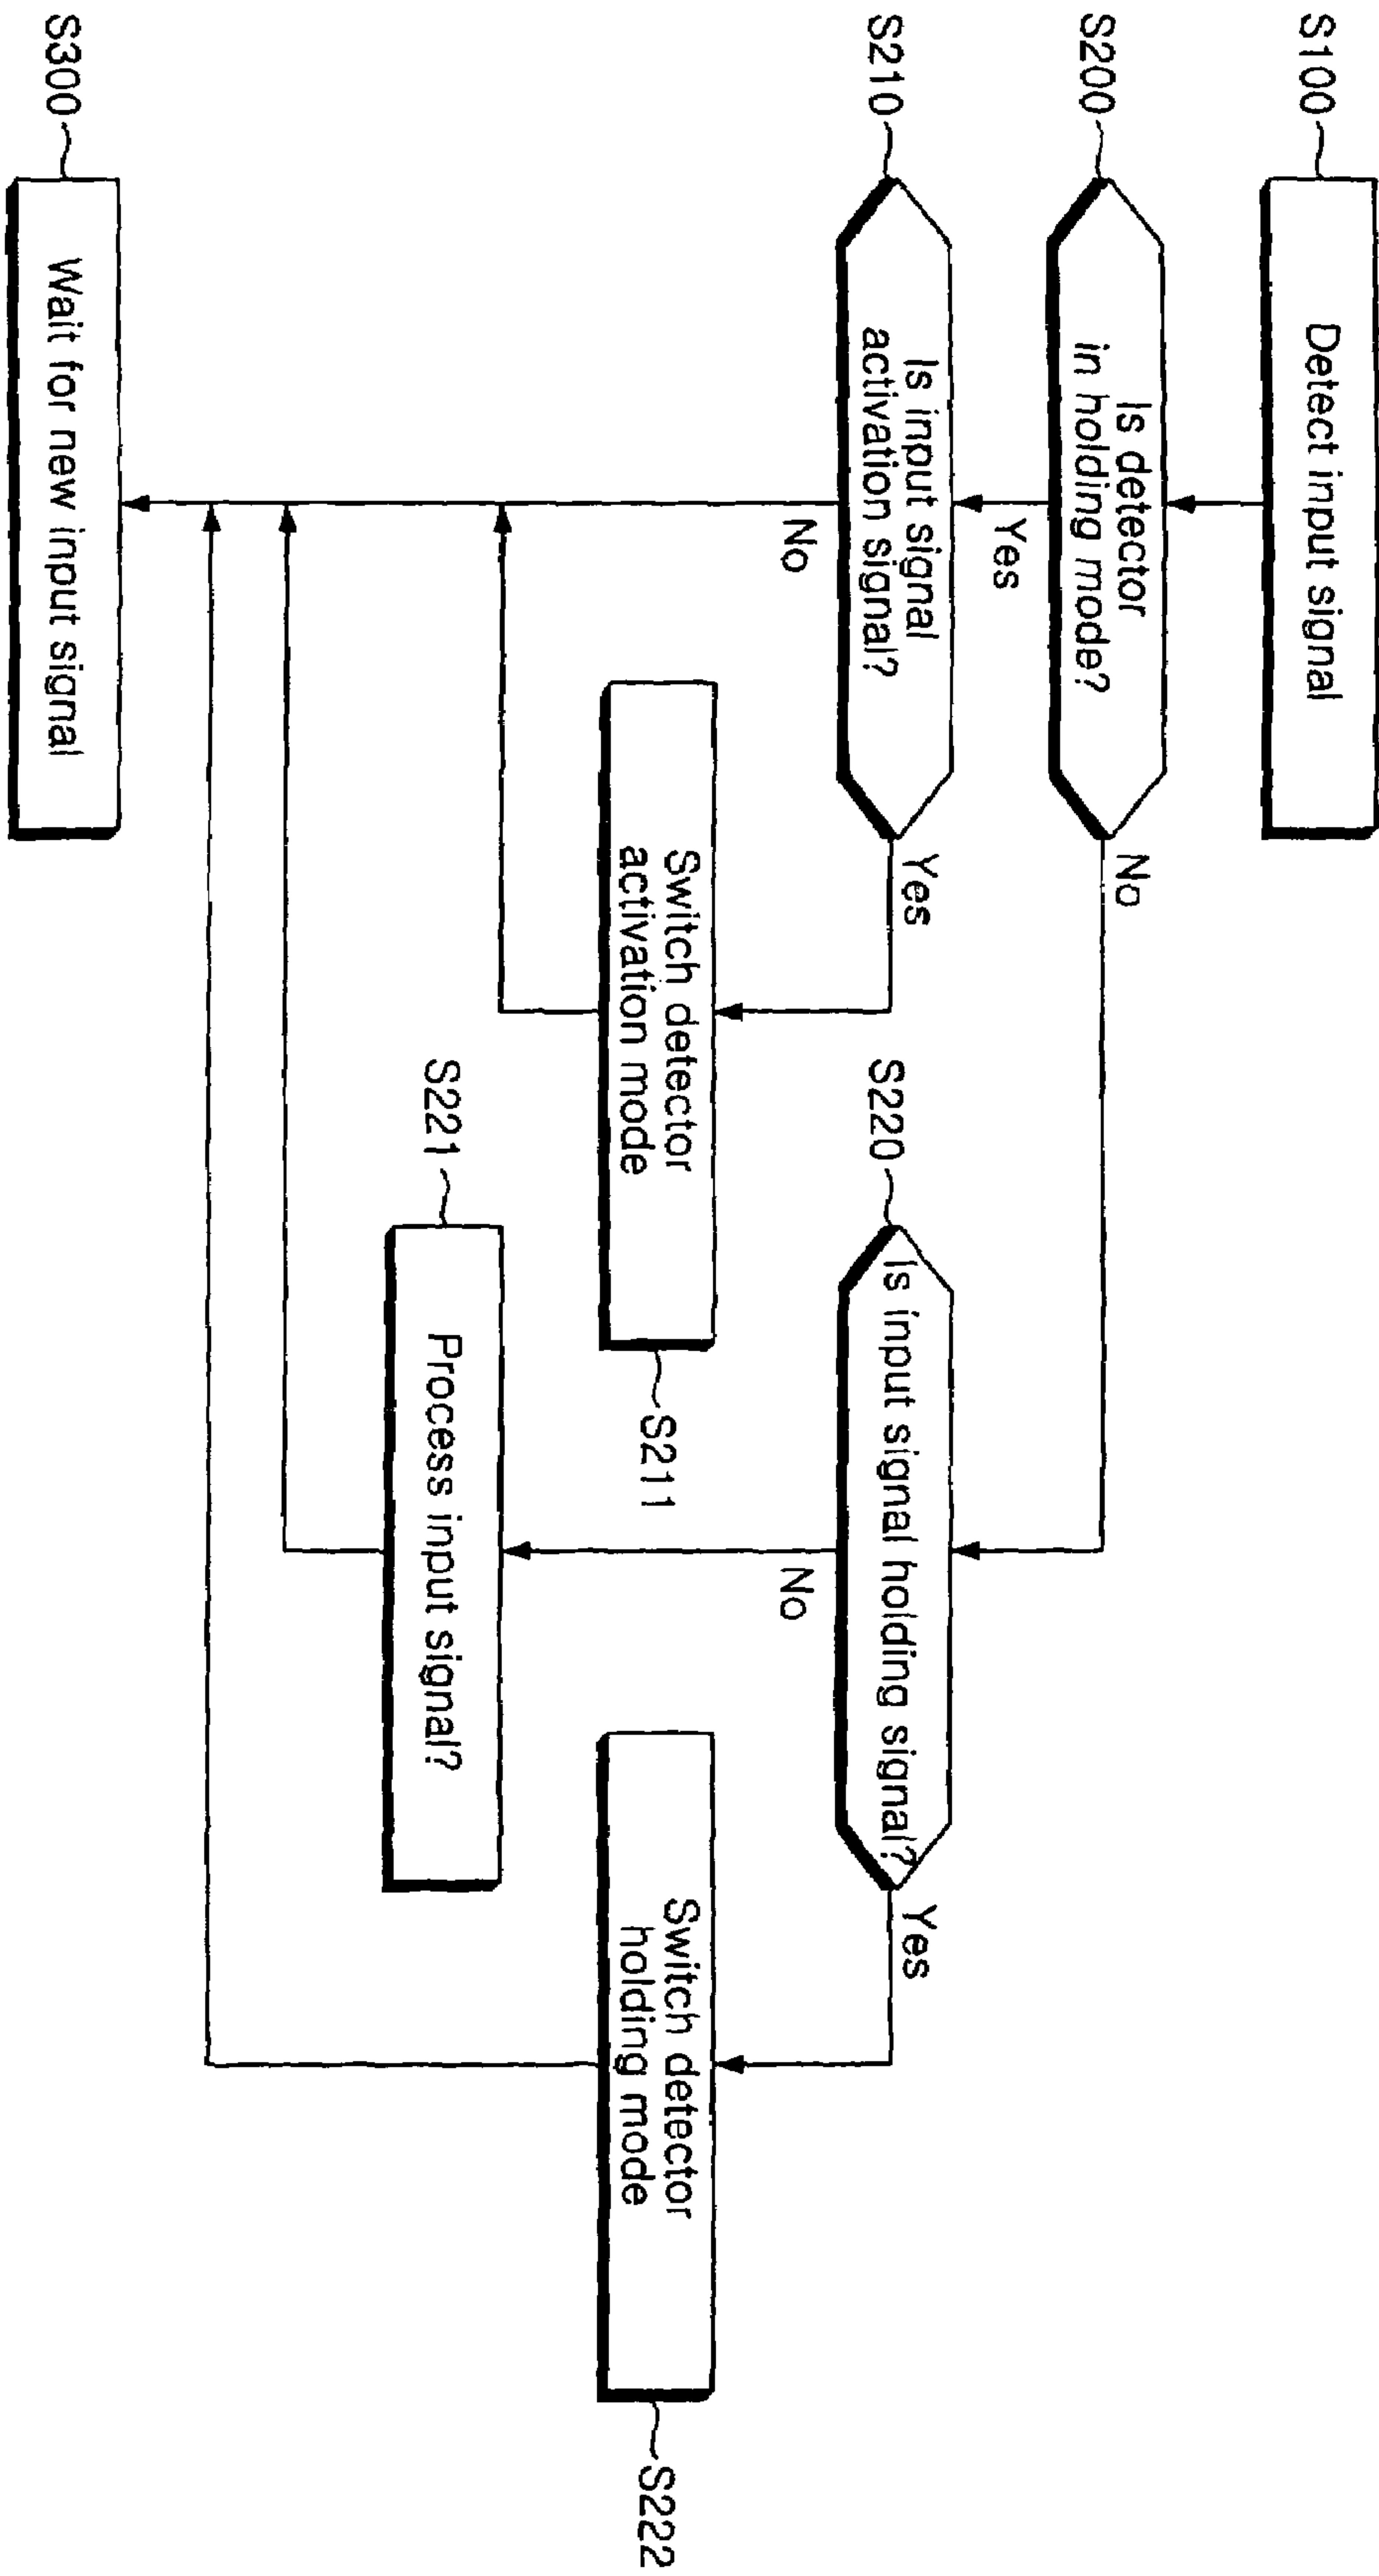 S100
Detect input signal
S200
Is detector
in holding mode?
No
Yes
S210
Is input signal
activation signal?
Yes
No
S220
Is input signal holding signal?
Yes
No
Switch detector
activation mode
S211
Switch detector
holding mode
S222
S221
Process input signal?
S300
Wait for new input signal